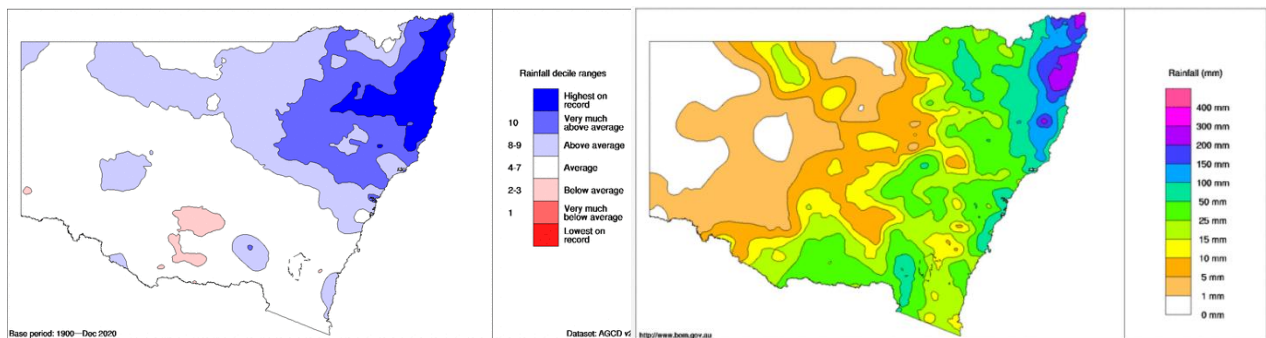 Rainfall decile ranges
Highest on
record
10
Very much
above average
8-9
Above average
4-7
Average
2-3
Below average
1
Very much
below average
Lowest on
record
Base period: 1900—Dec 2020
Dataset: AGCD v2
Rainfall (mm)
400 mm
300 mm
200 mm
150 mm
100 mm
50 mm
25 mm
15 mm
10 mm
5 mm
1 mm
0 mm
http://www.bom.gov.au